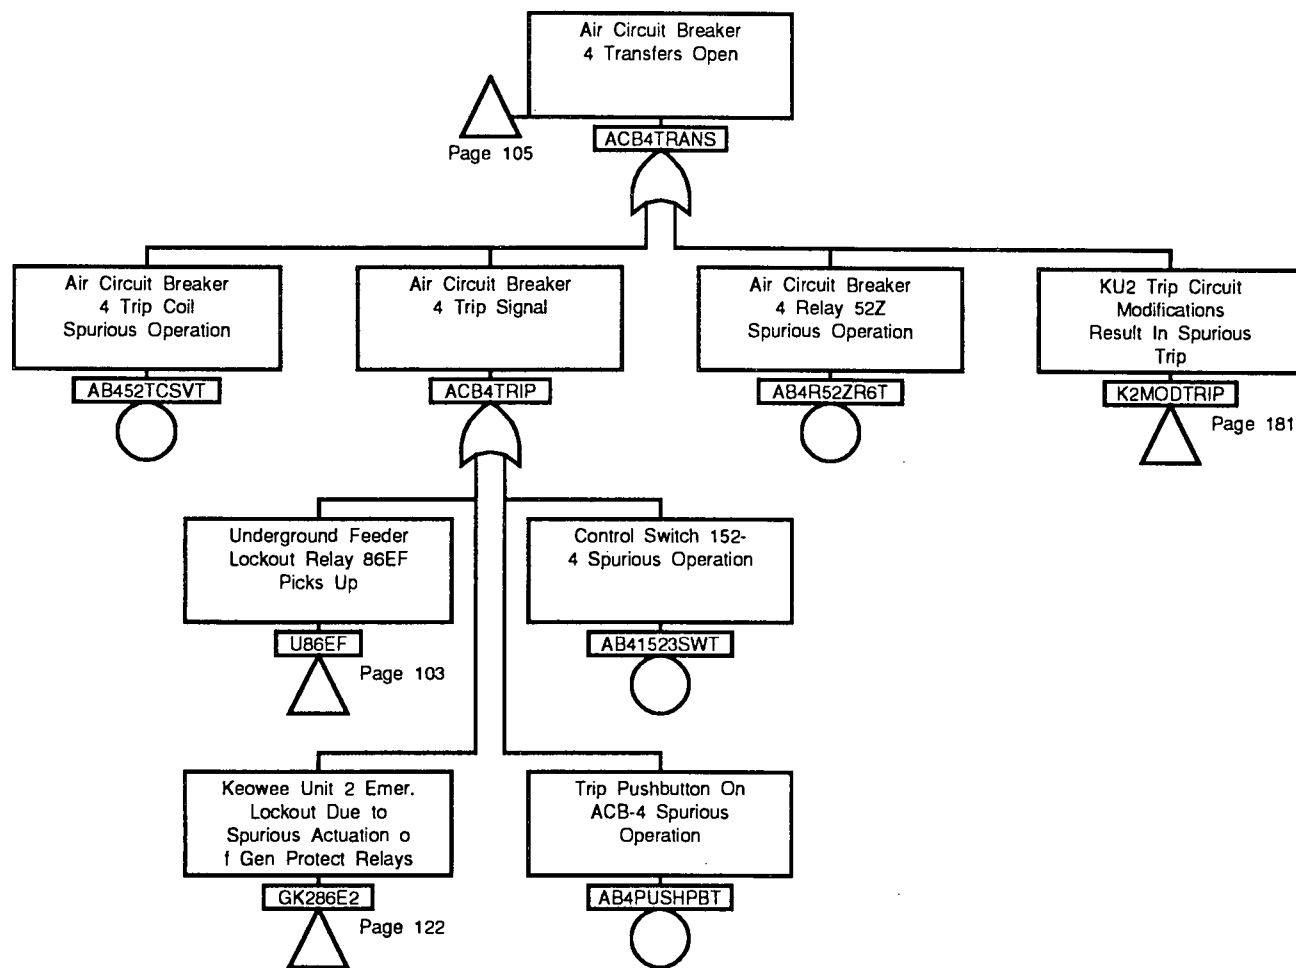 Air Circuit Breaker
4 Transfers Open
Page 105
ACB4TRANS
Air Circuit Breaker
4 Trip Coil
Spurious Operation
AB452TCSVT
Air Circuit Breaker
4 Trip Signal
ACB4TRIP
Air Circuit Breaker
4 Relay 52Z
Spurious Operation
AB4R52ZR6T
KU2 Trip Circuit
Modifications
Result In Spurious
Trip
K2MODTRIP
Page 181
Underground Feeder
Lockout Relay 86EF
Picks Up
U86EF
Page 103
Control Switch 152-
4 Spurious Operation
AB41523SWT
Keowee Unit 2 Emer.
Lockout Due to
Spurious Actuation o
f Gen Protect Relays
GK286E2
Page 122
Trip Pushbutton On
ACB-4 Spurious
Operation
AB4PUSHPBT